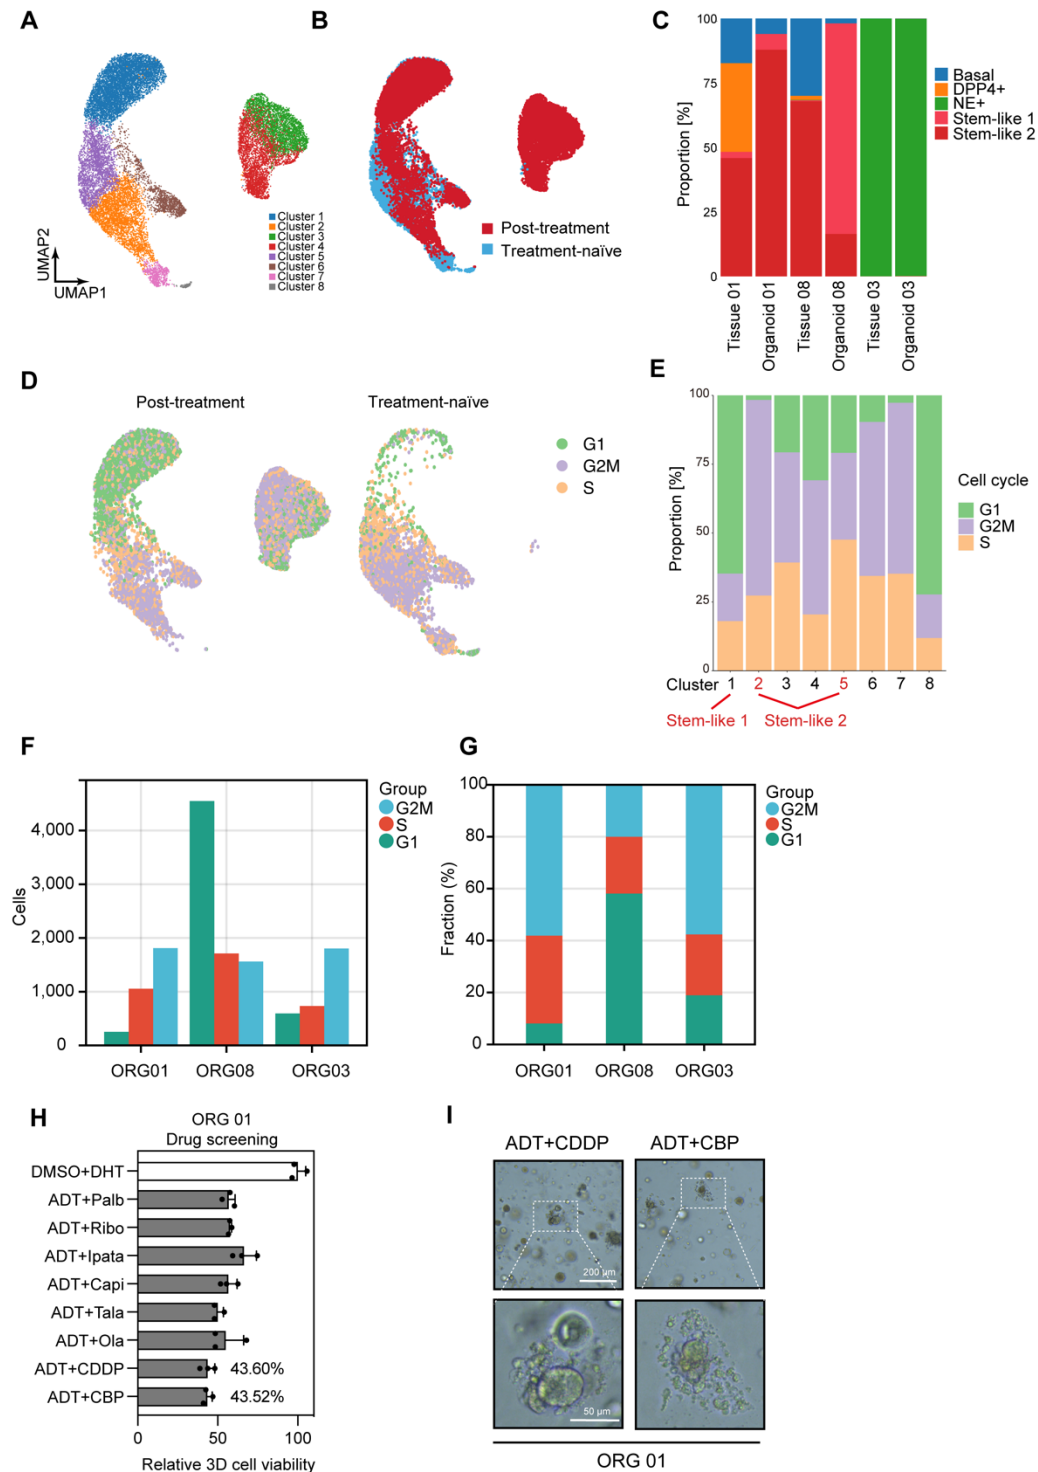 A
B
C
UMAP2
UMAP1
Cluster 1
Cluster 2
Cluster 3
Cluster 4
Cluster 5
Cluster 6
Cluster 7
Cluster 8
Post-treatment
Treatment-naïve
Proportion [%]
100
75
50
25
0
Tissue 01
Organoid 01
Tissue 08
Organoid 08
Tissue 03
Organoid 03
Basal
DPP4+
NE+
Stem-like 1
Stem-like 2
D
Post-treatment
Treatment-naïve
G1
G2M
S
E
Proportion [%]
100
75
50
25
0
Cluster 1 2 3 4 5 6 7 8
Stem-like 1
Stem-like 2
Cell cycle
G1
G2M
S
F
Cells
4,000
3,000
2,000
1,000
0
ORG01
ORG08
ORG03
Group
G2M
S
G1
G
Fraction (%)
100
80
60
40
20
0
ORG01
ORG08
ORG03
Group
G2M
S
G1
H
ORG 01
Drug screening
DMSO+DHT
ADT+Palb
ADT+Ribo
ADT+Ipata
ADT+Capi
ADT+Tala
ADT+Ola
ADT+CDDP 43.60%
ADT+CBP 43.52%
0 50 100
Relative 3D cell viability
I
ADT+CDDP
ADT+CBP
200 µm
50 µm
ORG 01